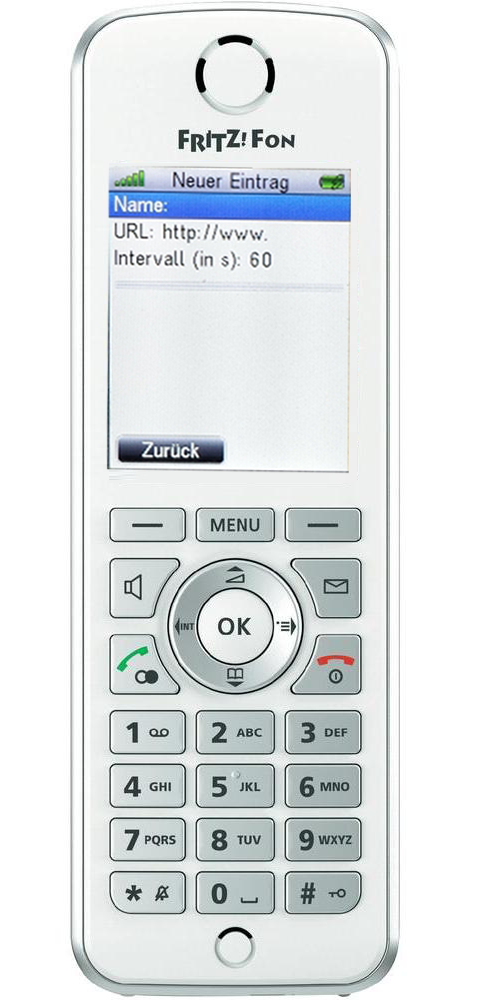 FRITZ! FON
Neuer Eintrag
Name:
URL: http://www.
Intervall (in s): 60
Zurück
MENU
INT
OK
1
2 ABC
3 DEF
4 GHI
5 JKL
6 MNO
7 PQRS
8 TUV
9 WXYZ
*
0
#